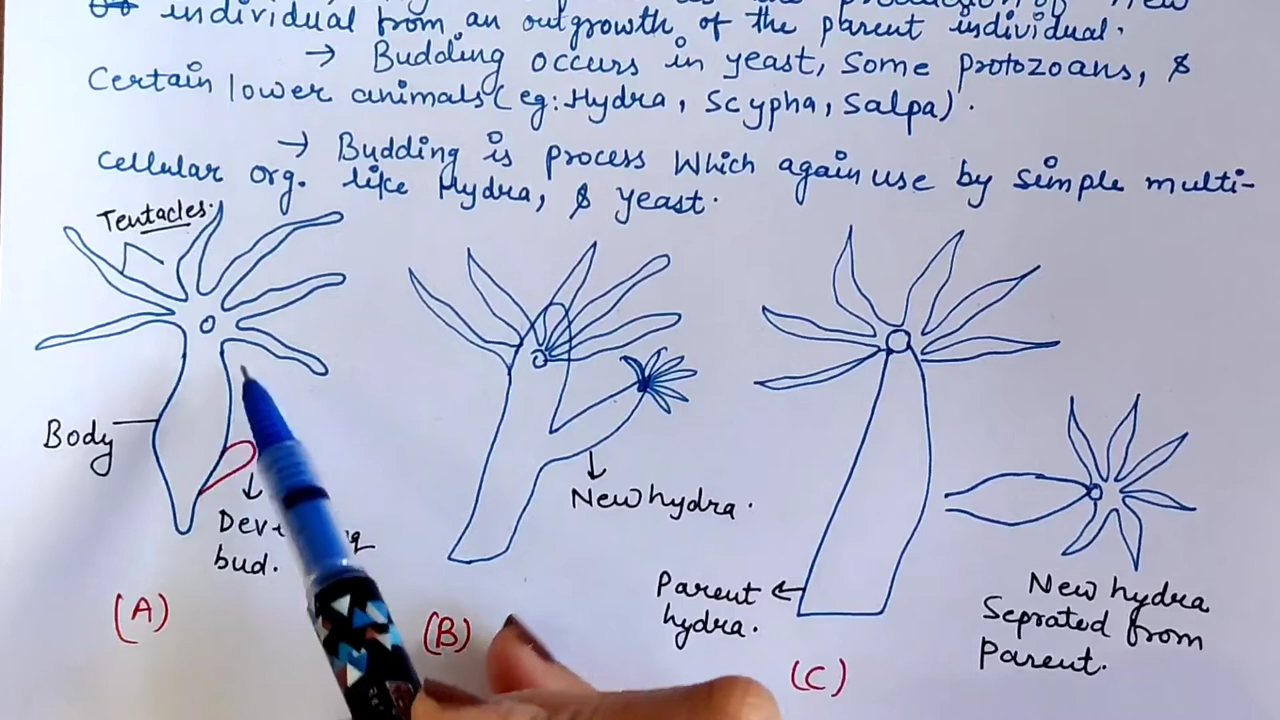 individual from an outgrowth of the parent individual.
→ Budding occurs in yeast, Some protozoans, &
Certain lower animals (eg: Hydra, Scypha, Salpa).
→ Budding is process Which again use by simple multi-
cellular org. like Hydra, & yeast.
Tentacles.
Body
New hydra.
bud.
Parent
hydra.
New hydra
Seprated from
Parent.
(A)
(B)
(C)